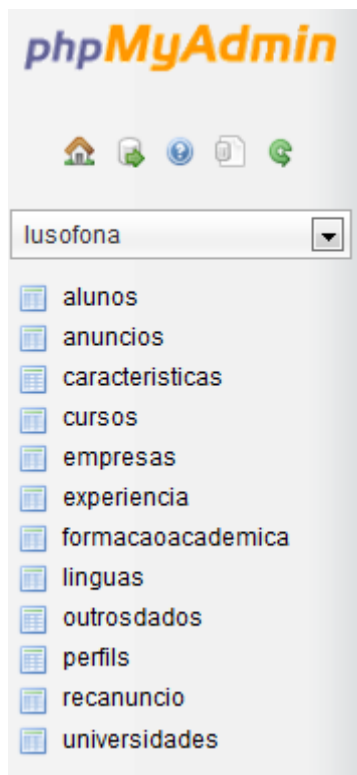 phpMyAdmin
lusofona
alunos
anuncios
caracteristicas
cursos
empresas
experiencia
formacaoacademica
linguas
outrosdados
perfils
recanuncio
universidades